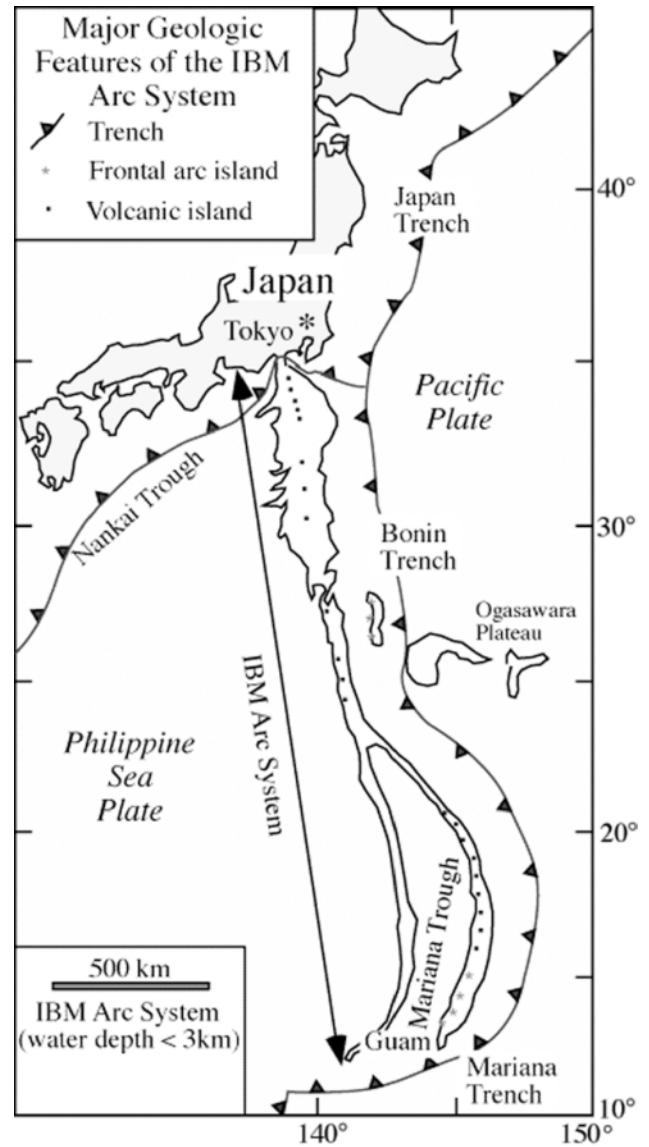 Major Geologic
Features of the IBM
Arc System
Trench
Frontal arc island
Volcanic island
Japan
Trench
40°
Japan
Tokyo *
Pacific
Plate
Nankai Trough
30°
Bonin
Trench
Ogasawara
Plateau
IBM Arc System
Philippine
Sea
Plate
20°
Mariana Trough
500 km
IBM Arc System
(water depth < 3km)
Guam
Mariana
Trench
10°
140°
150°